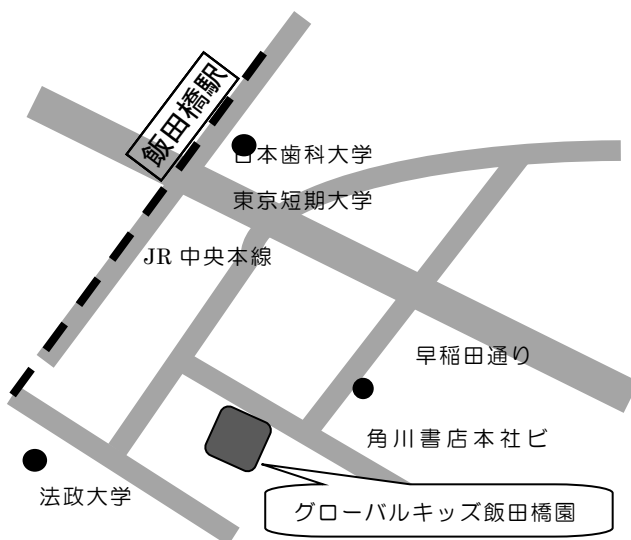 飯田橋駅
日本歯科大学
東京短期大学
JR 中央本線
早稲田通り
角川書店本社ビ
法政大学
グローバルキッズ飯田橋園